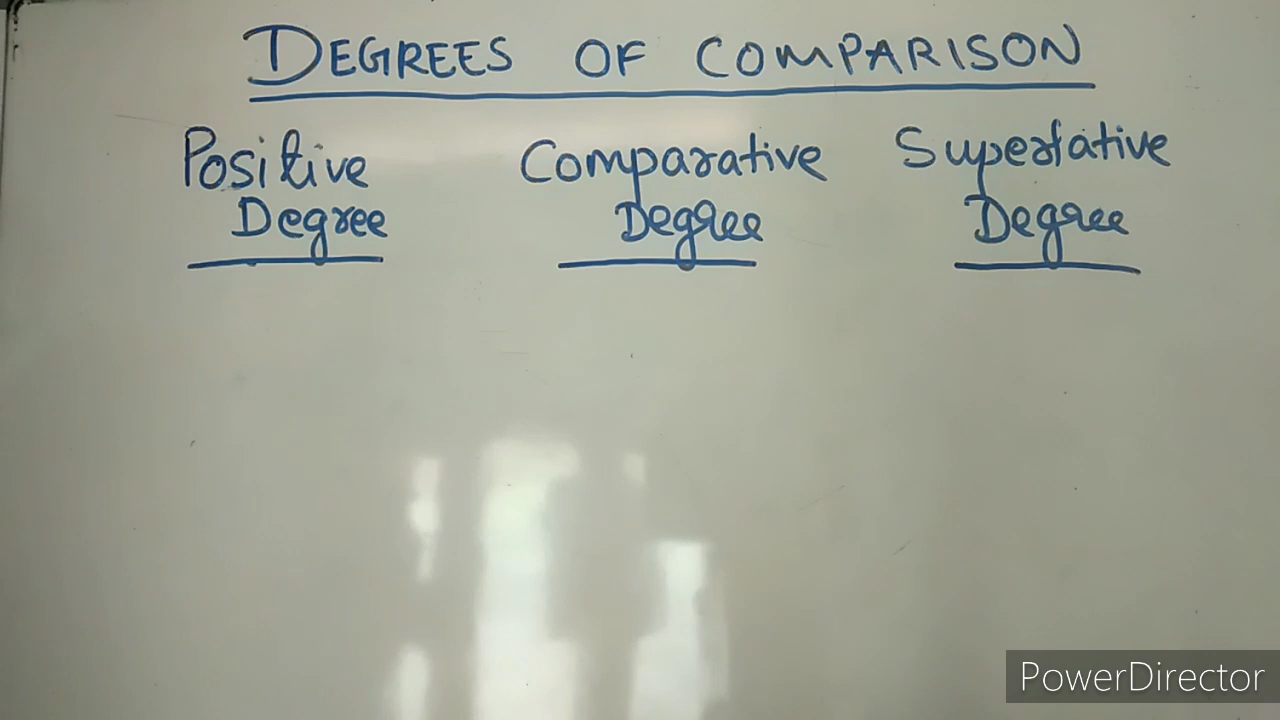 DEGREES OF COMPARISON
Positive Degree
Comparative Degree
Superlative Degree
PowerDirector